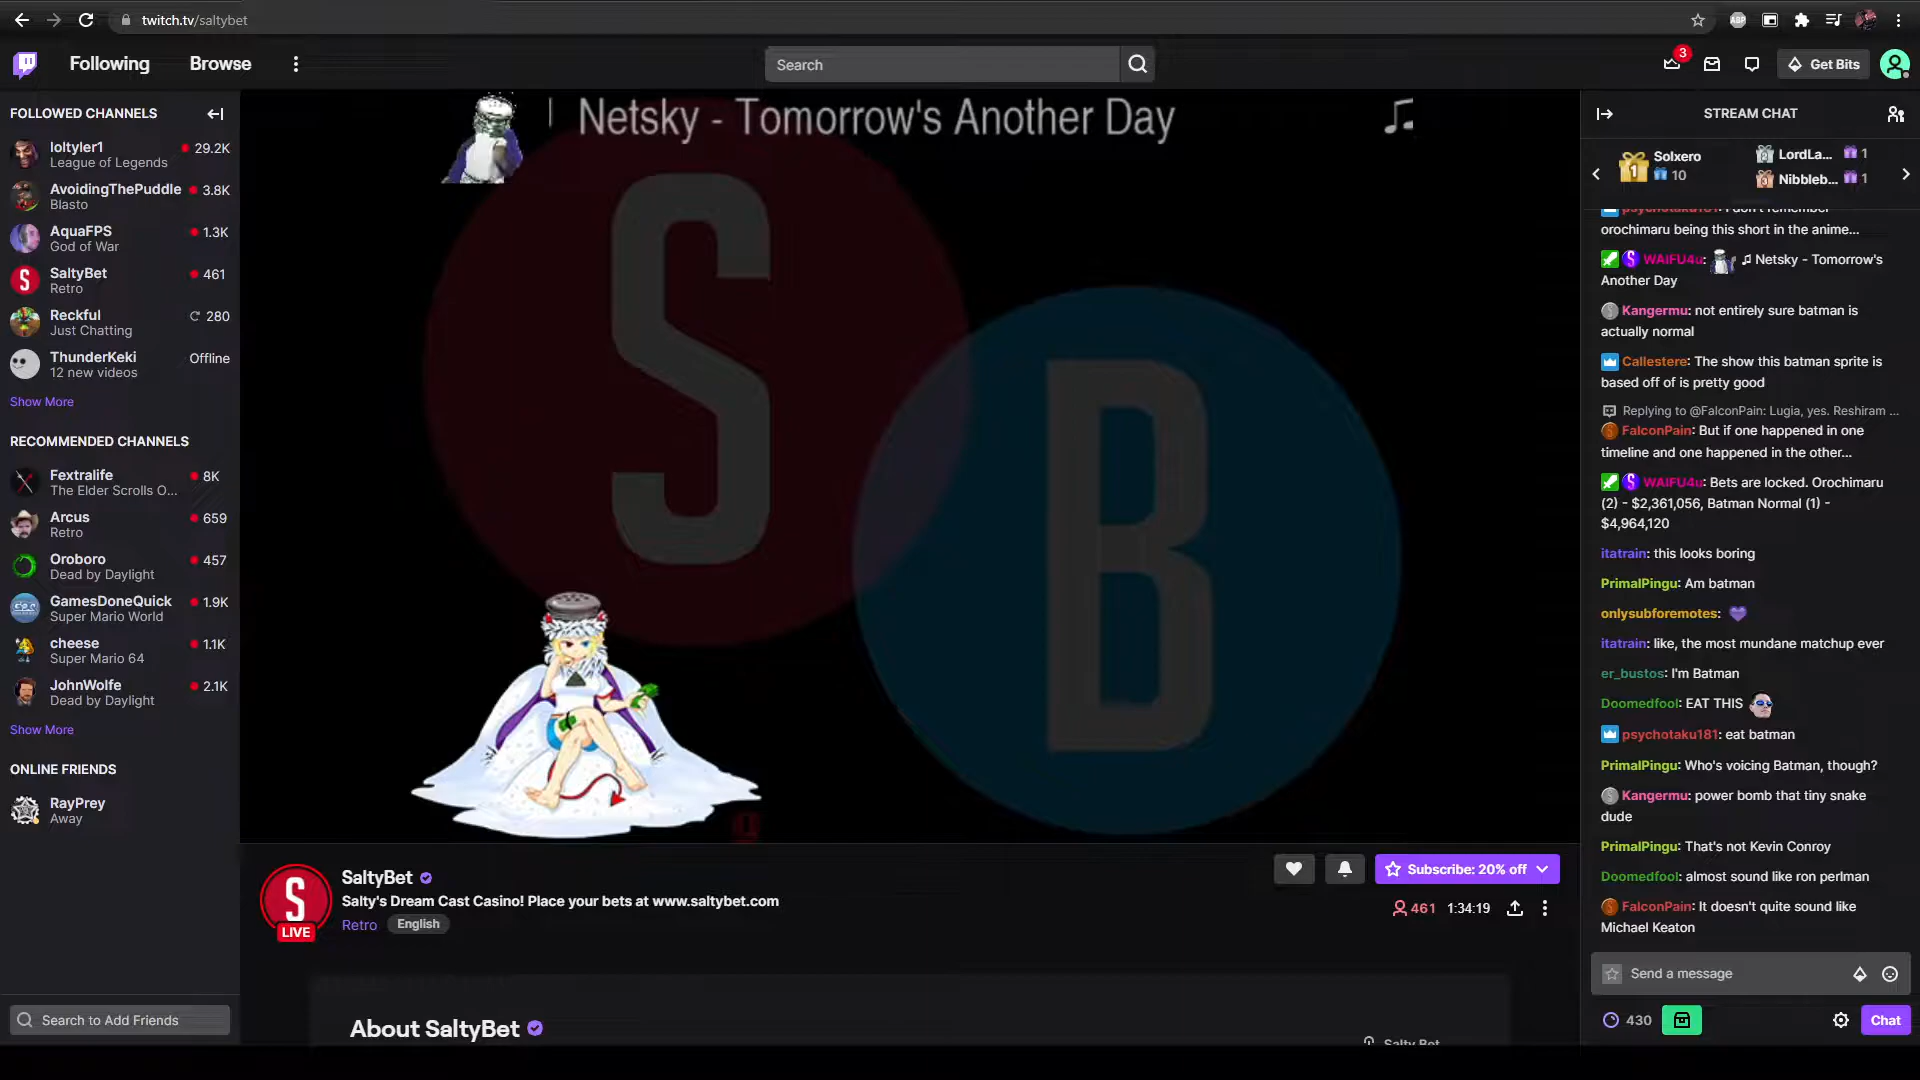 twitch.tv/saltybet
Following
Browse
Search
3
Get Bits
FOLLOWED CHANNELS
loltyler1
29.2K
League of Legends
AvoidingThePuddle
3.8K
Blasto
AquaFPS
1.3K
God of War
SaltyBet
461
Retro
Reckful
280
Just Chatting
ThunderKeki
Offline
12 new videos
Show More
RECOMMENDED CHANNELS
Fextralife
8K
The Elder Scrolls O...
Arcus
659
Retro
Oroboro
457
Dead by Daylight
GamesDoneQuick
1.9K
Super Mario World
cheese
1.1K
Super Mario 64
JohnWolfe
2.1K
Dead by Daylight
Show More
ONLINE FRIENDS
RayPrey
Away
Search to Add Friends
Netsky - Tomorrow's Another Day
S
B
S
LIVE
SaltyBet
Salty's Dream Cast Casino! Place your bets at www.saltybet.com
Retro
English
Subscribe: 20% off
461
1:34:19
About SaltyBet
Salty Bet
STREAM CHAT
1
Solxero
10
2
LordLa...
1
3
Nibbleb...
1
psychotaku181: I don't remember
orochimaru being this short in the anime...
WAIFU4u: ♫ Netsky - Tomorrow's
Another Day
Kangermu: not entirely sure batman is
actually normal
Callestere: The show this batman sprite is
based off of is pretty good
Replying to @FalconPain: Lugia, yes. Reshiram ...
FalconPain: But if one happened in one
timeline and one happened in the other...
WAIFU4u: Bets are locked. Orochimaru
(2) - $2,361,056, Batman Normal (1) -
$4,964,120
itatrain: this looks boring
PrimalPingu: Am batman
onlysubforemotes:
itatrain: like, the most mundane matchup ever
er_bustos: I'm Batman
Doomedfool: EAT THIS
psychotaku181: eat batman
PrimalPingu: Who's voicing Batman, though?
Kangermu: power bomb that tiny snake
dude
PrimalPingu: That's not Kevin Conroy
Doomedfool: almost sound like ron perlman
FalconPain: It doesn't quite sound like
Michael Keaton
Send a message
430
Chat